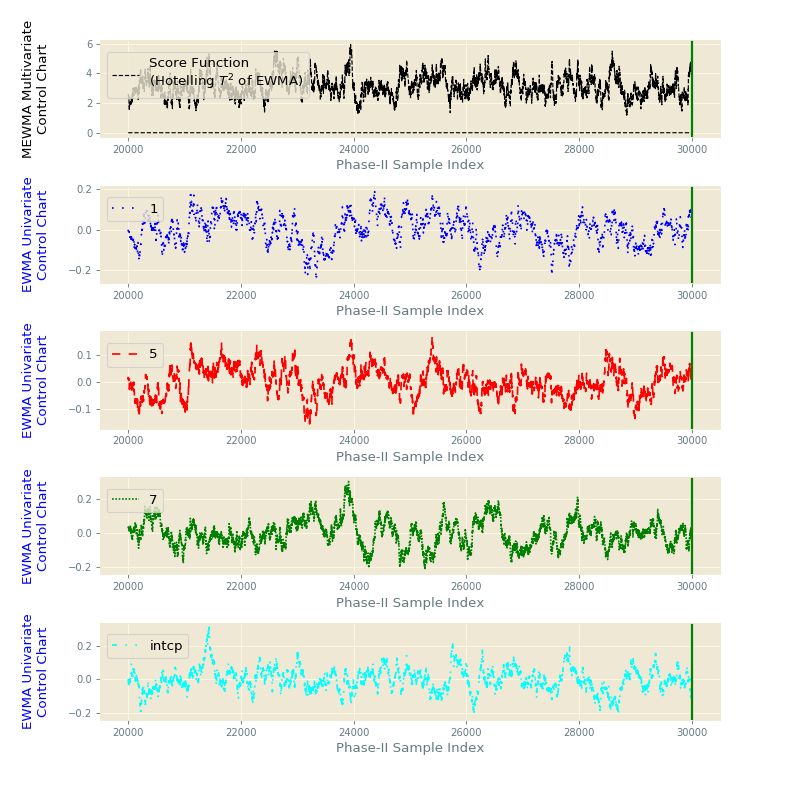 MEWMA Multivariate
Control Chart
6
4
2
0
Score Function
(Hotelling T² of EWMA)
20000 22000 24000 26000 28000 30000
Phase-II Sample Index
EWMA Univariate
Control Chart
0.2
0.0
−0.2
1
20000 22000 24000 26000 28000 30000
Phase-II Sample Index
EWMA Univariate
Control Chart
0.1
0.0
−0.1
5
20000 22000 24000 26000 28000 30000
Phase-II Sample Index
EWMA Univariate
Control Chart
0.2
0.0
−0.2
7
20000 22000 24000 26000 28000 30000
Phase-II Sample Index
EWMA Univariate
Control Chart
0.2
0.0
−0.2
intcp
20000 22000 24000 26000 28000 30000
Phase-II Sample Index